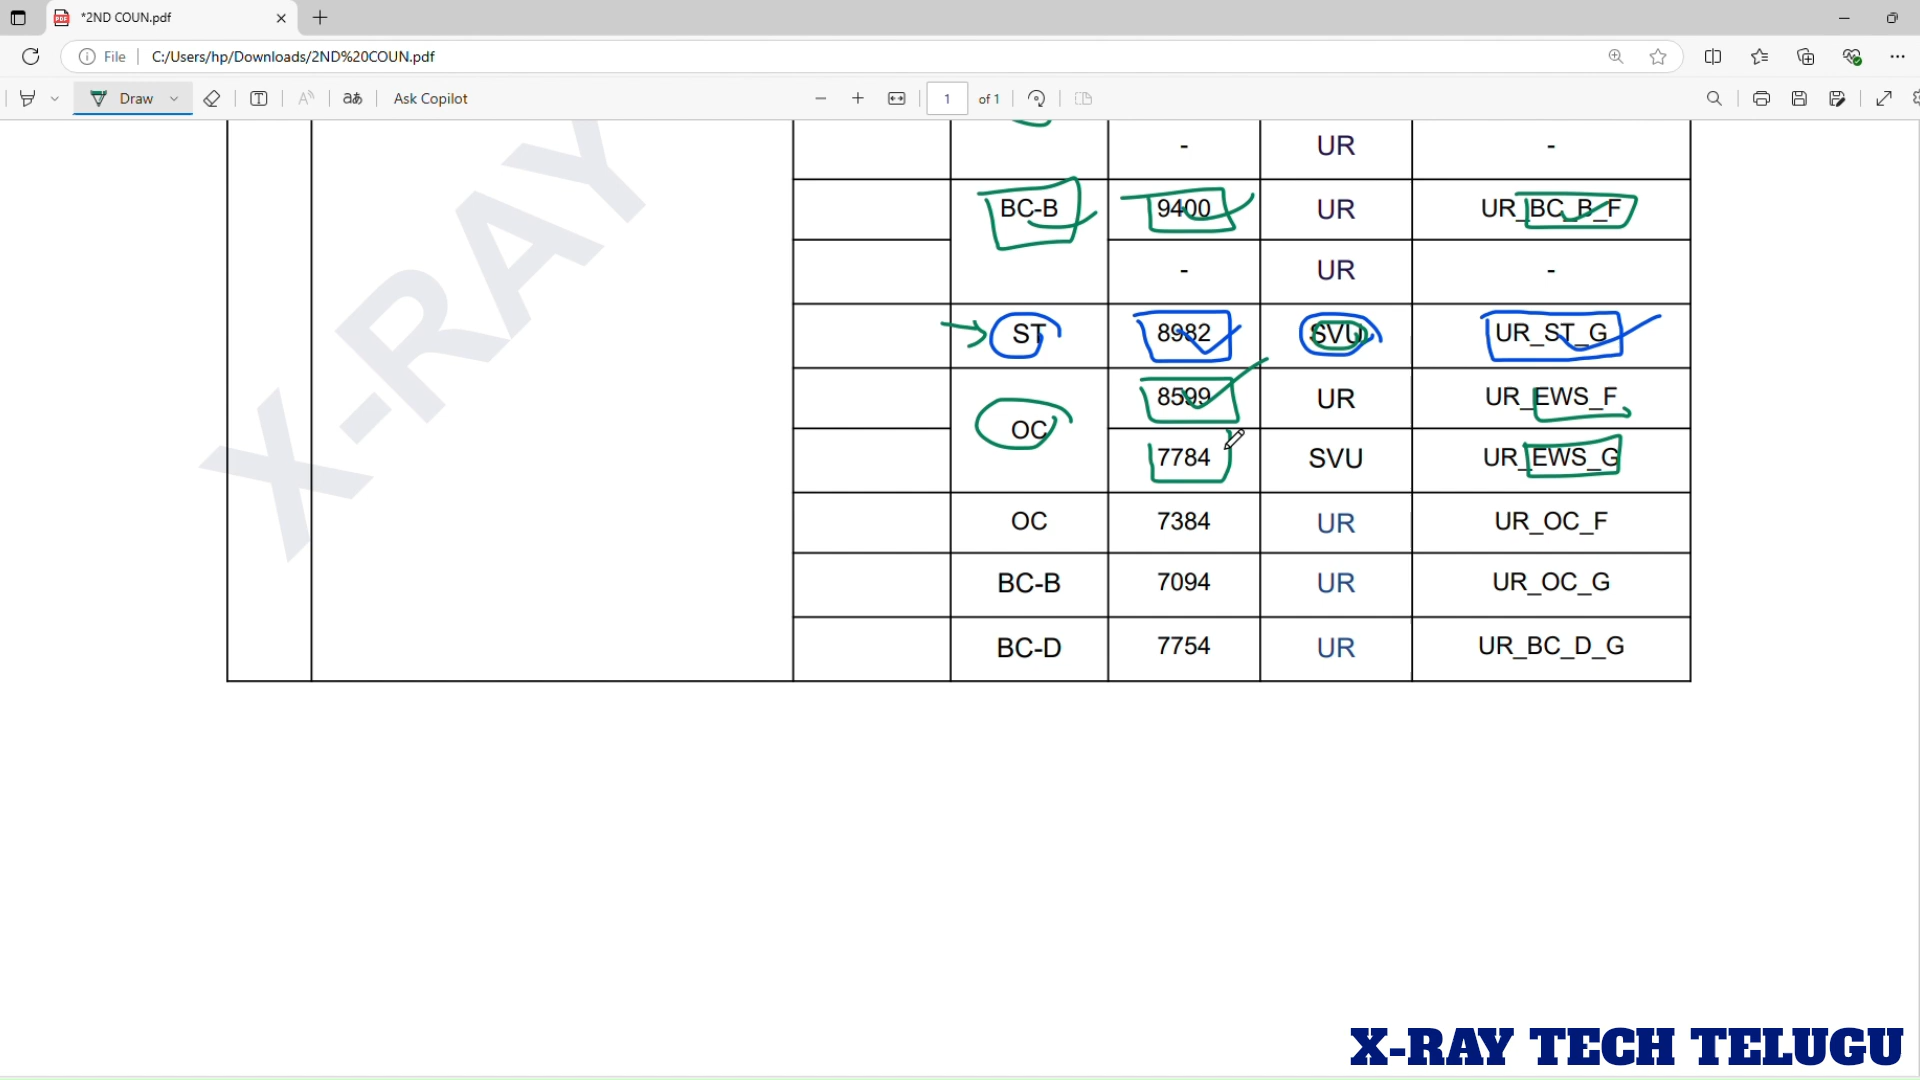 *2ND COUN.pdf
File C:/Users/hp/Downloads/2ND%20COUN.pdf
Draw aあ Ask Copilot 1 of 1
- UR -
BC-B 9400 UR UR_BC_B_F
- UR -
ST 8982 SVU UR_ST_G
8599 UR UR_EWS_F
OC
7784 SVU UR_EWS_G
OC 7384 UR UR_OC_F
BC-B 7094 UR UR_OC_G
BC-D 7754 UR UR_BC_D_G
X-RAY
X-RAY TECH TELUGU